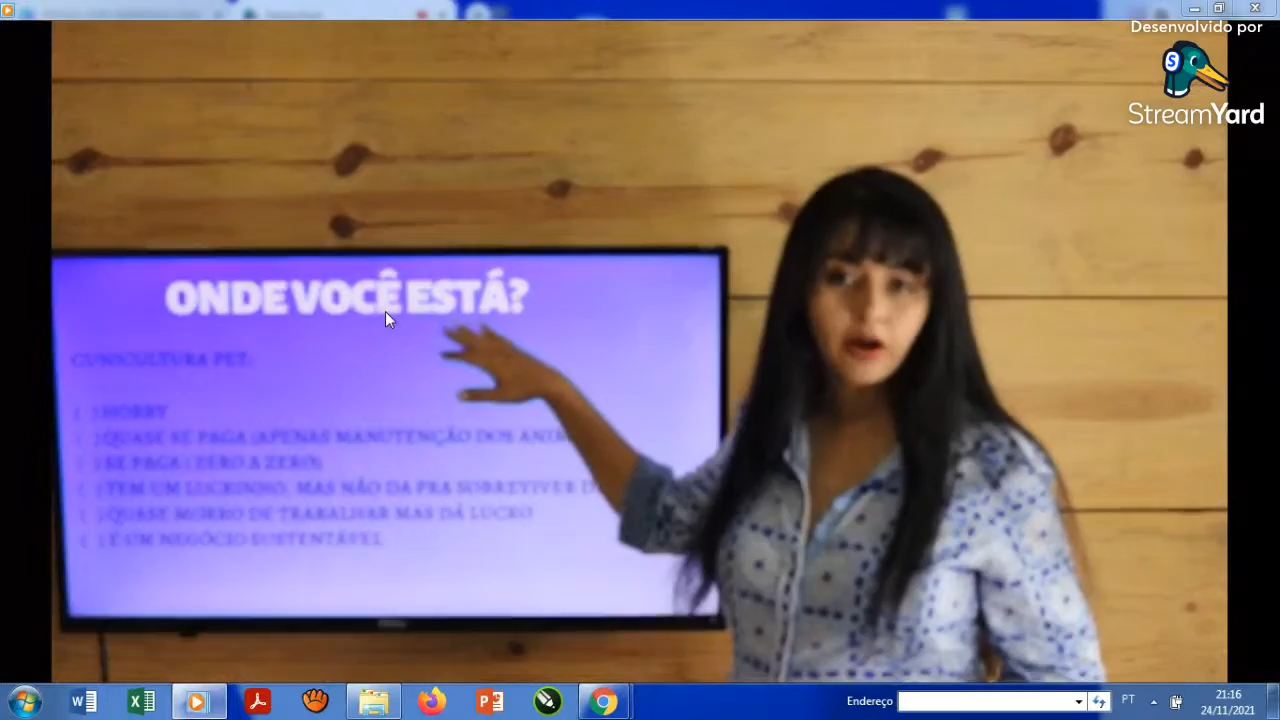 Desenvolvido por
StreamYard
ONDE VOCÊ ESTÁ?
CUNICULTURA PET:
( ) HOBBY
( ) QUASE SE PAGA (APENAS MANUTENÇÃO DOS
( ) SE PAGA ( ZERO A ZERO)
( ) TEM UM LUCRINHO, MAS NÃO DA PRA SOBREVIVER
( ) QUASE MORRO DE TRABALHAR MAS DÁ LUCRO
( ) É UM NEGÓCIO SUSTENTÁVEL
Endereço
PT
21:16
24/11/2021